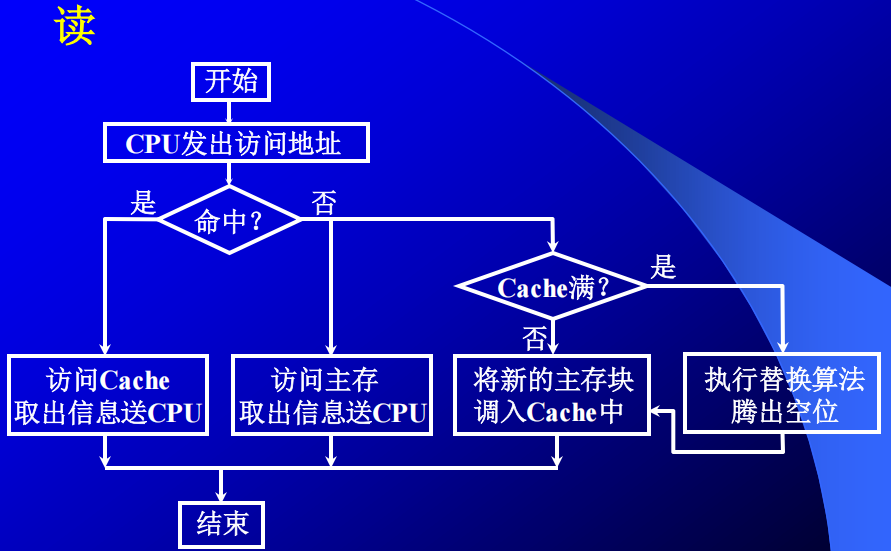 读
开始
CPU发出访问地址
是
命中？
否
Cache满？
是
否
访问Cache
取出信息送CPU
访问主存
取出信息送CPU
将新的主存块
调入Cache中
执行替换算法
腾出空位
结束